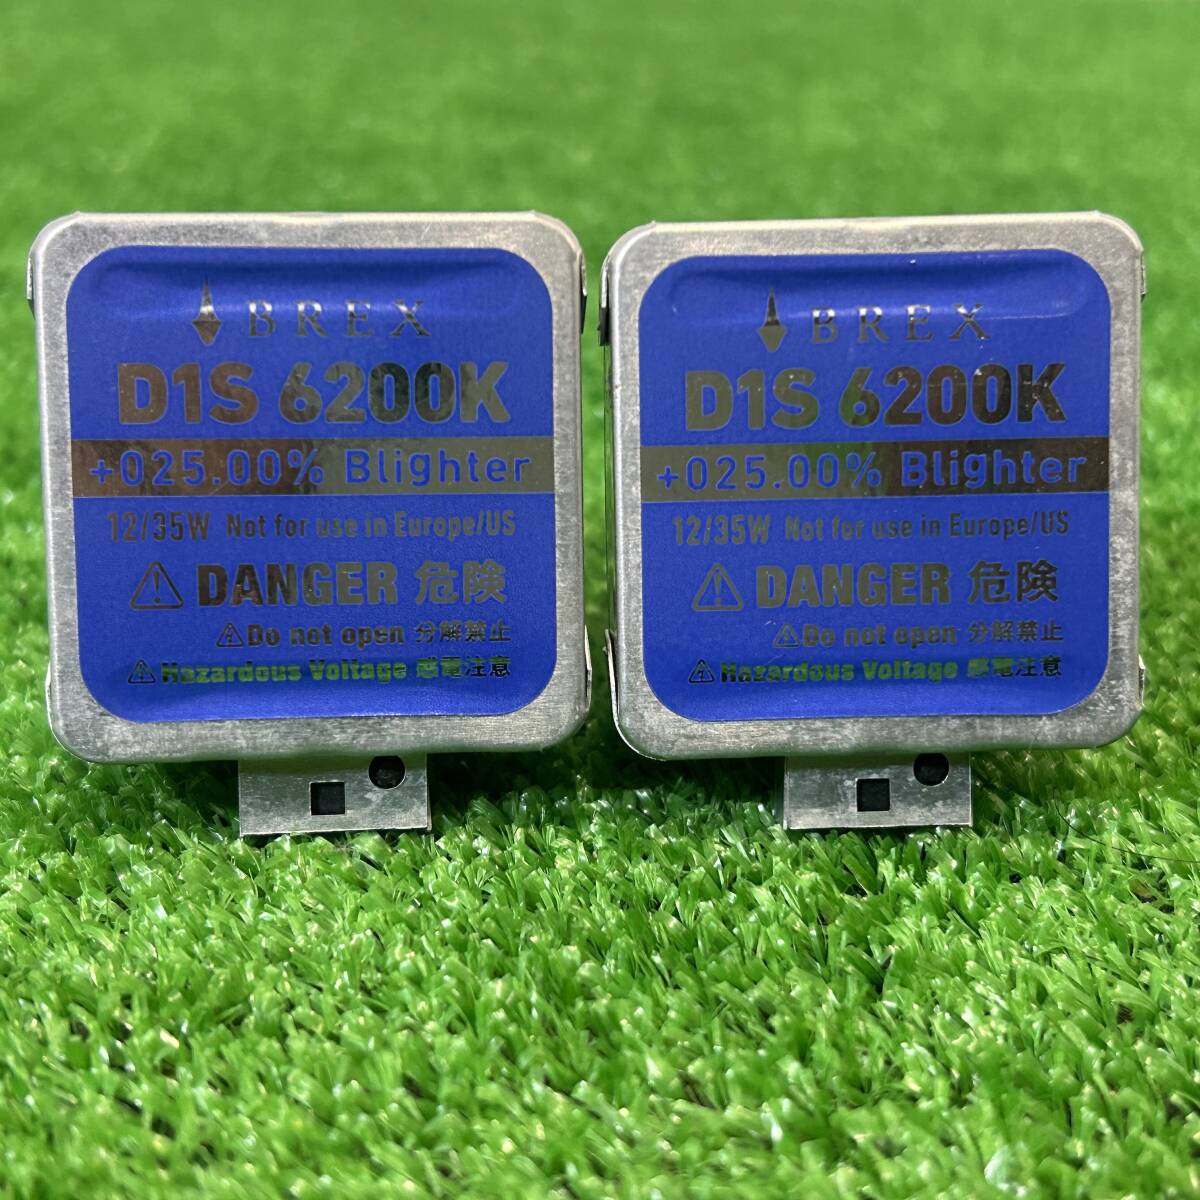 BREX
D1S 6200K
+025.00% Blighter
12/35W Not for use in Europe/US
DANGER 危険
Do not open 分解禁止
Hazardous Voltage 感電注意
BREX
D1S 6200K
+025.00% Blighter
12/35W Not for use in Europe/US
DANGER 危険
Do not open 分解禁止
Hazardous Voltage 感電注意